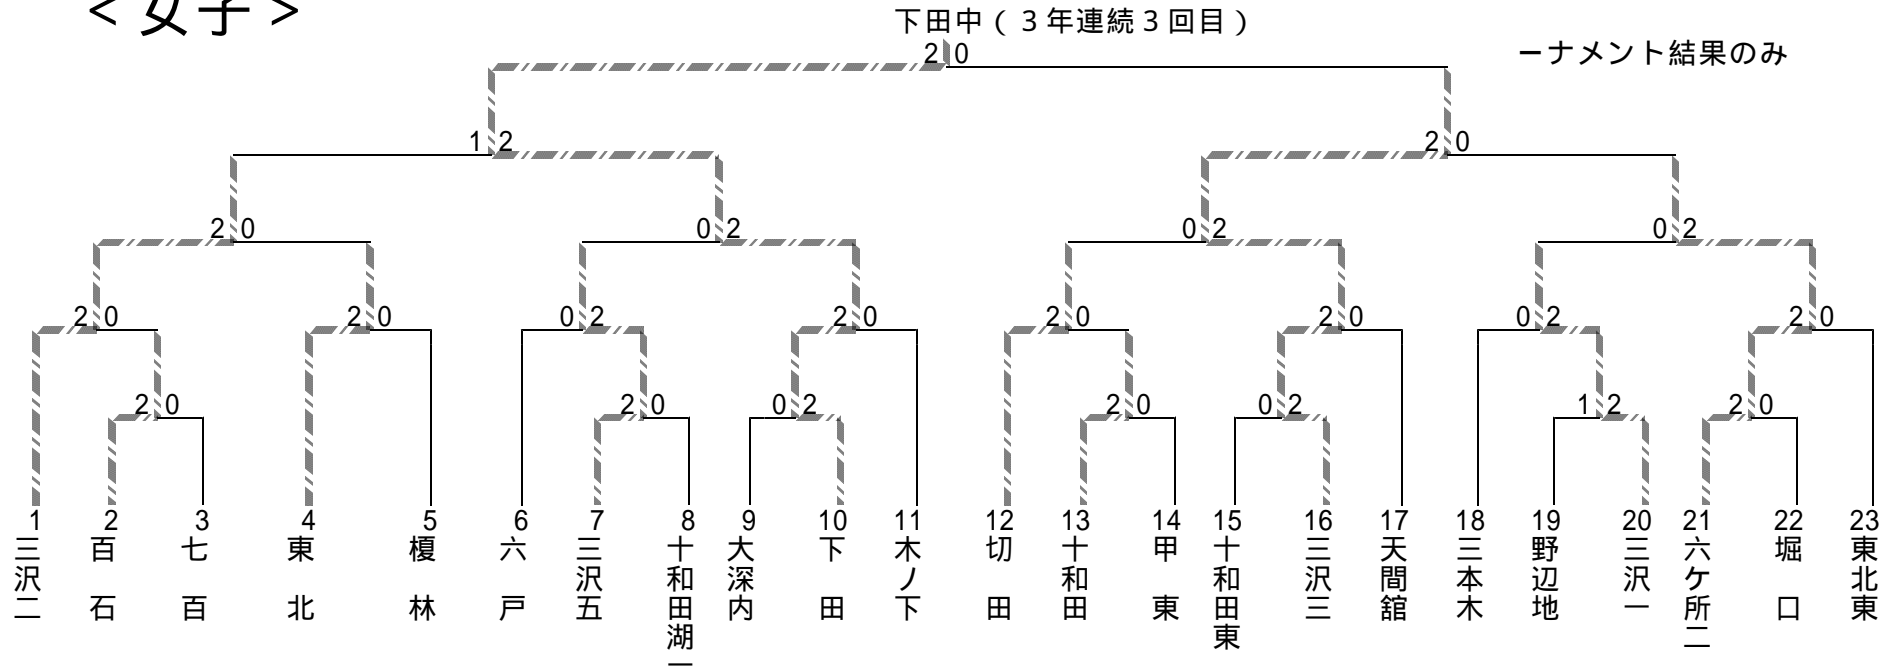 ＜女子＞
下田中（３年連続３回目）
ーナメント結果のみ
2 0
1 2
2 0
2 0
0 2
0 2
0 2
2 0
2 0
0 2
2 0
2 0
2 0
0 2
2 0
2 0
2 0
0 2
2 0
0 2
1 2
2 0
1 2 3 4 5 6 7 8 9 10 11 12 13 14 15 16 17 18 19 20 21 22 23
三沢二
百石
七百
東北
榎林
六戸
三沢五
十和田湖一
大深内
下田
木ノ下
切田
十和田
甲東
十和田東
三沢三
天間舘
三本木
野辺地
三沢一
六ケ所二
堀口
東北東